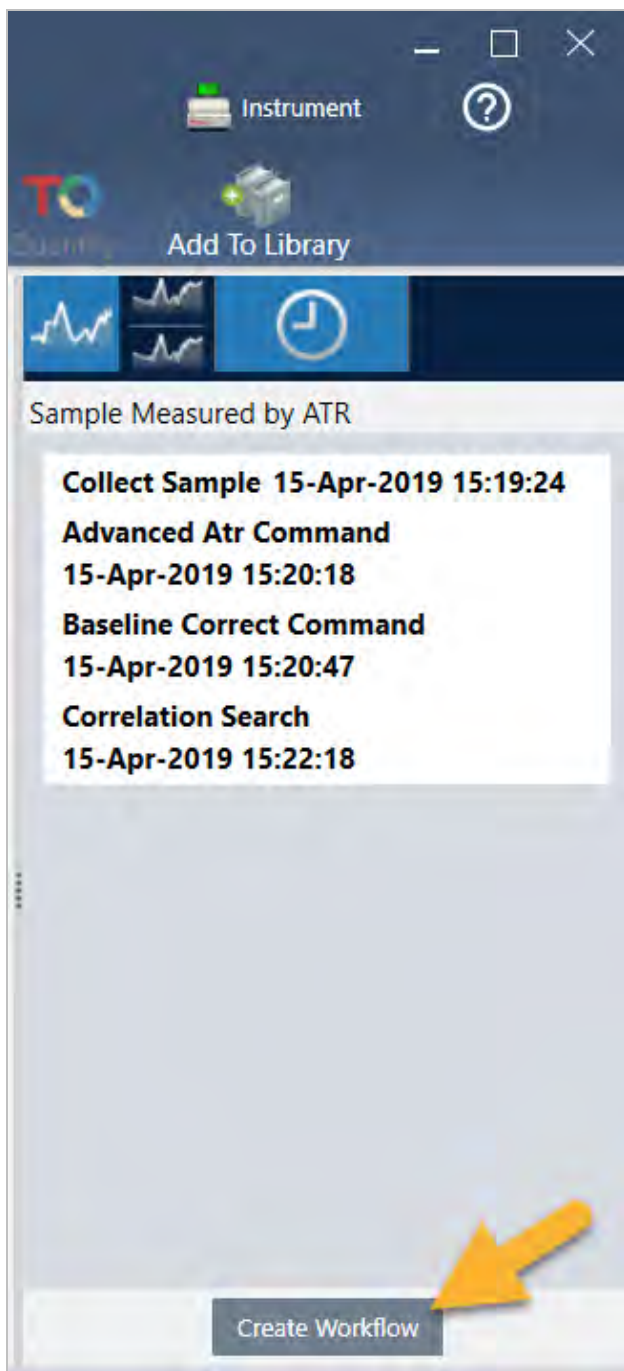 Instrument
TQ
Add To Library
Sample Measured by ATR
Collect Sample 15-Apr-2019 15:19:24
Advanced Atr Command
15-Apr-2019 15:20:18
Baseline Correct Command
15-Apr-2019 15:20:47
Correlation Search
15-Apr-2019 15:22:18
Create Workflow